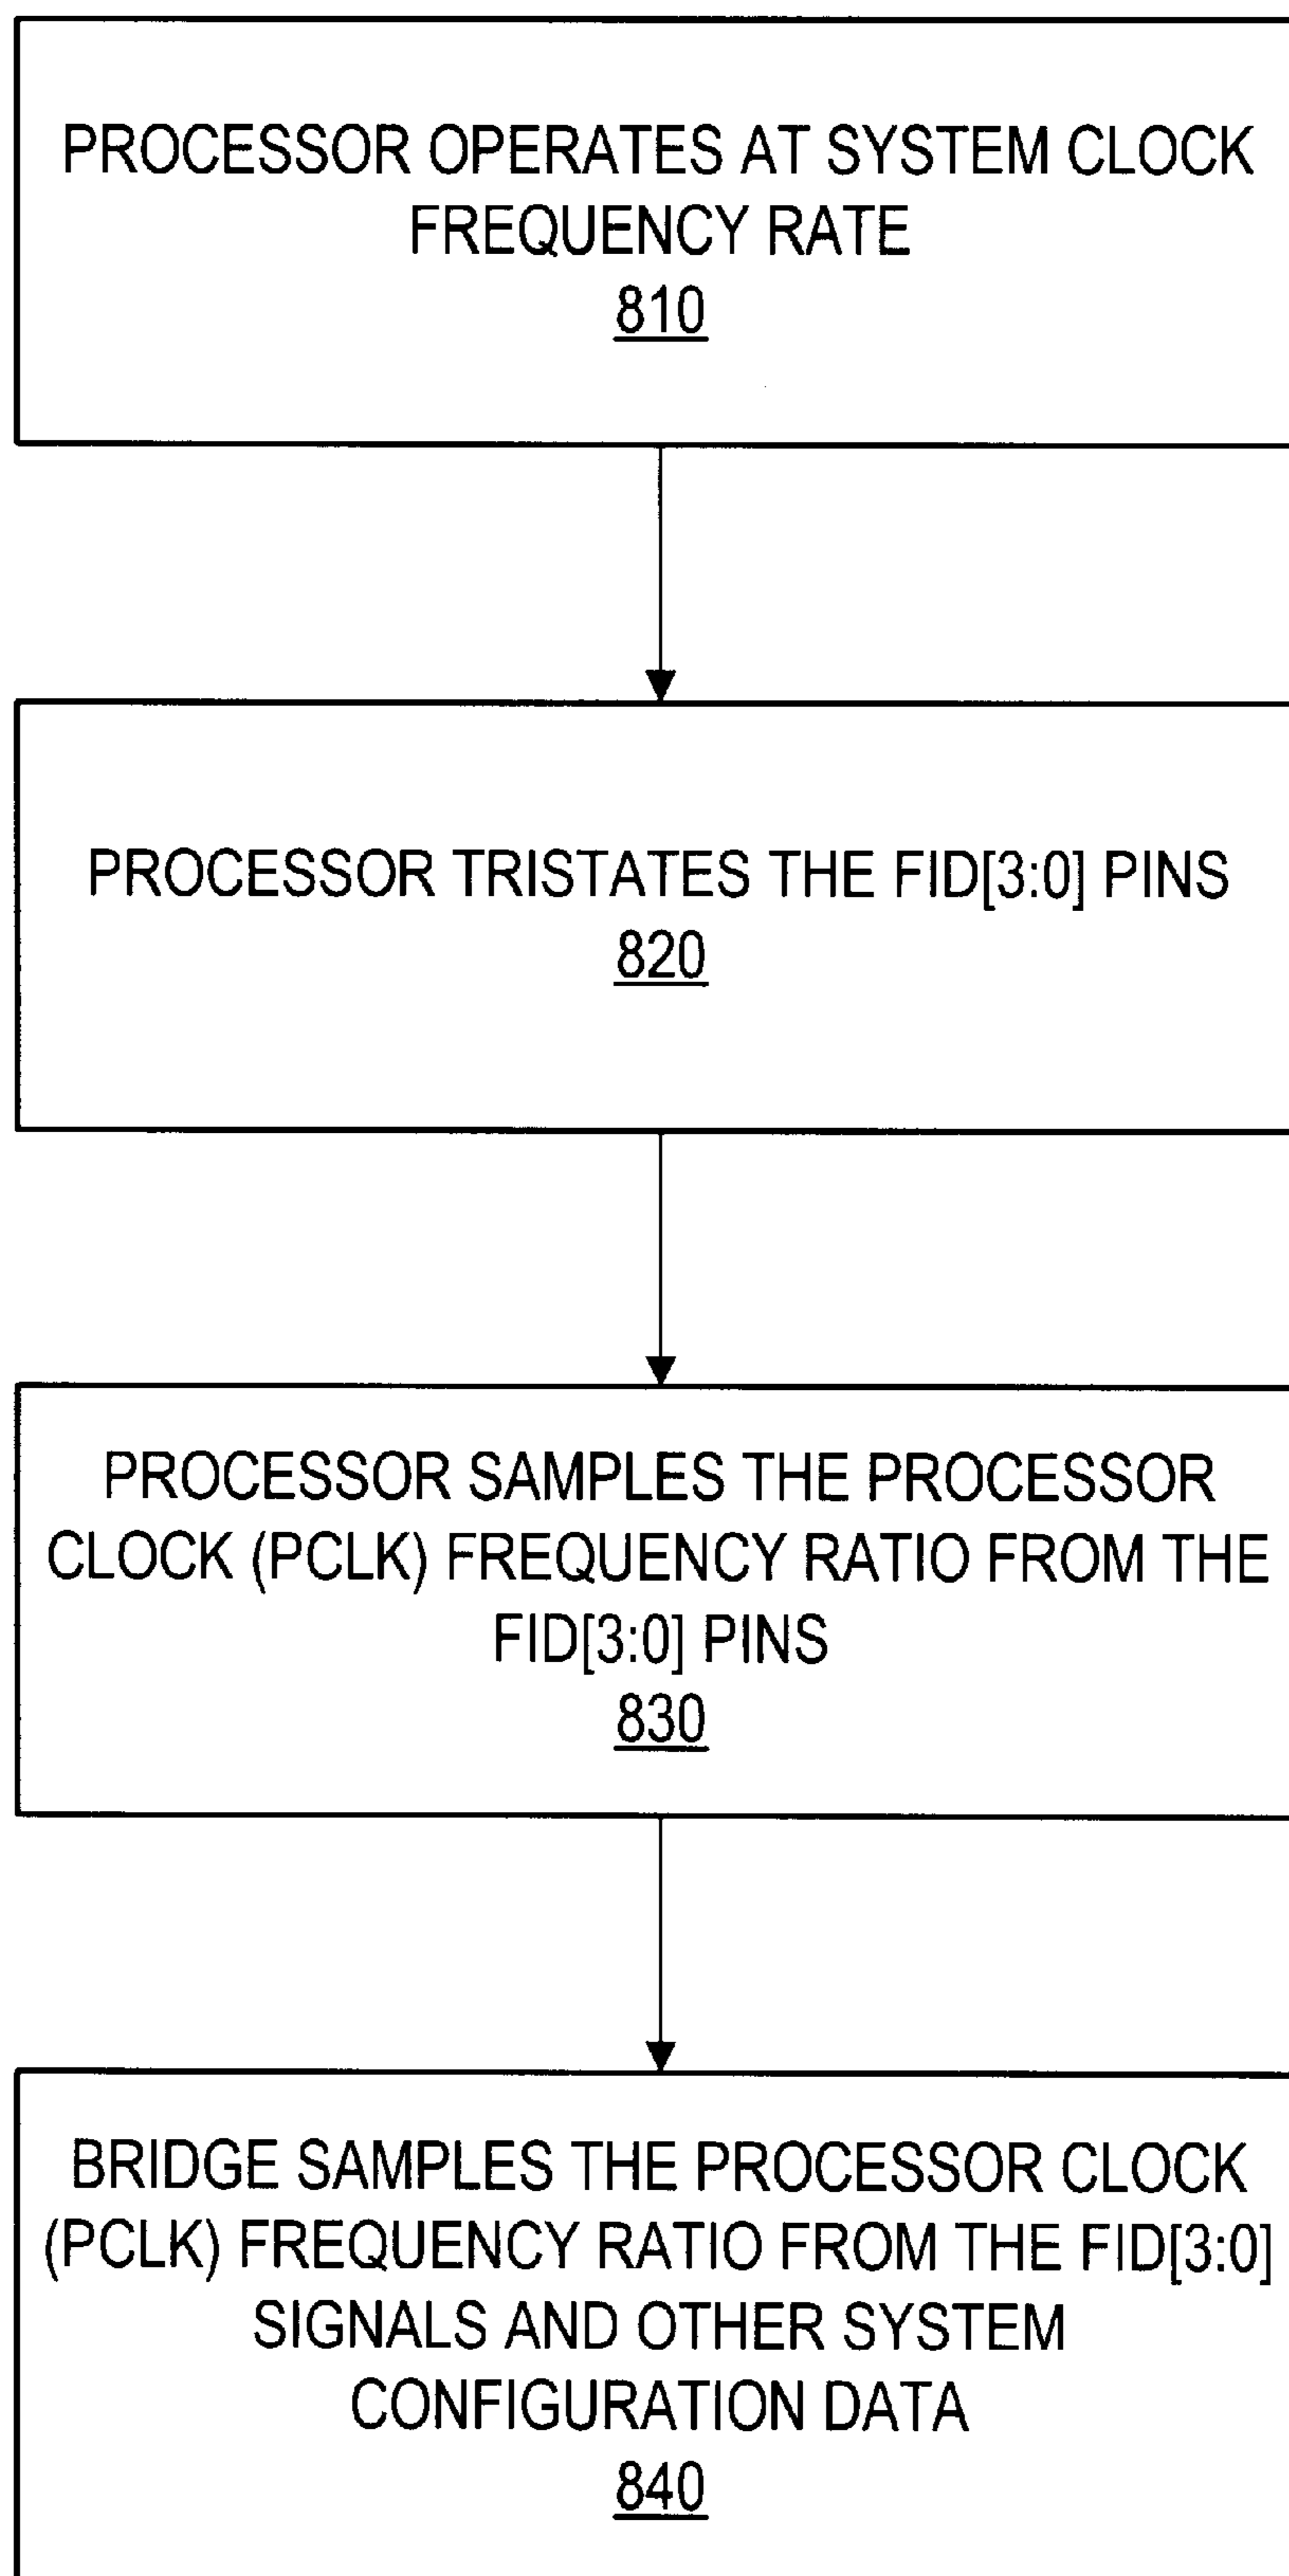 PROCESSOR OPERATES AT SYSTEM CLOCK
FREQUENCY RATE
810
PROCESSOR TRISTATES THE FID[3:0] PINS
820
PROCESSOR SAMPLES THE PROCESSOR
CLOCK (PCLK) FREQUENCY RATIO FROM THE
FID[3:0] PINS
830
BRIDGE SAMPLES THE PROCESSOR CLOCK
(PCLK) FREQUENCY RATIO FROM THE FID[3:0]
SIGNALS AND OTHER SYSTEM
CONFIGURATION DATA
840